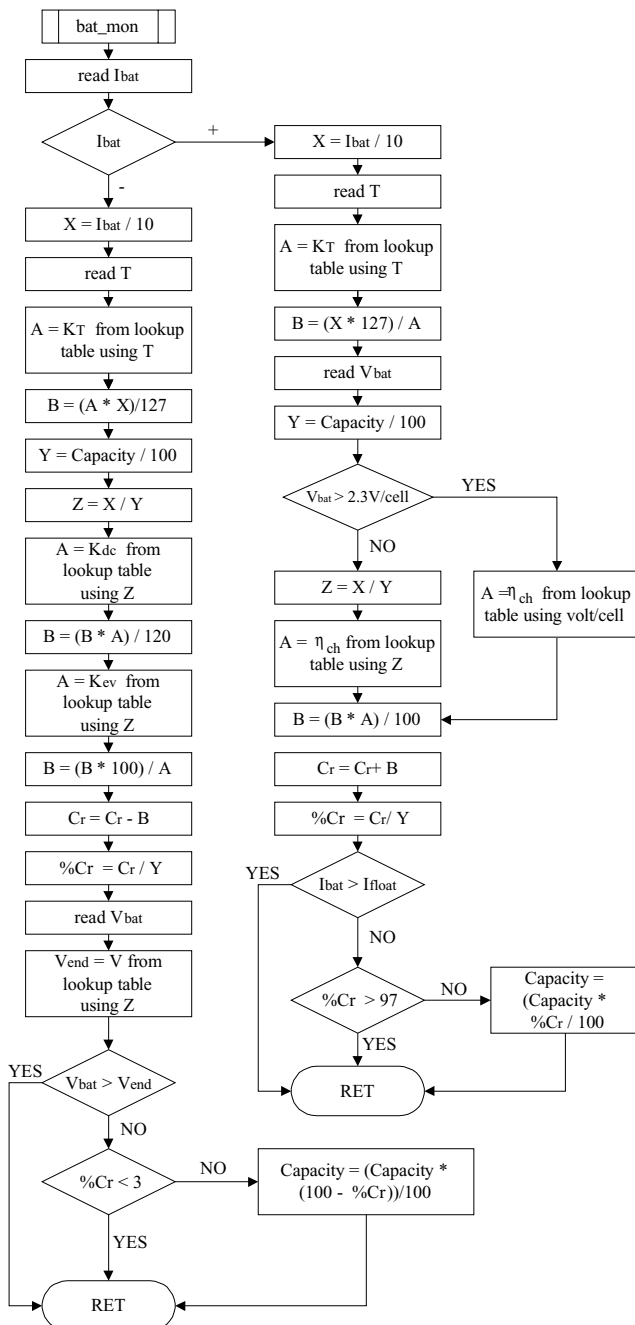 bat_mon
read Ibat
Ibat
+
-
X = Ibat / 10
read T
A = KT from lookup
table using T
B = (A * X)/127
Y = Capacity / 100
Z = X / Y
A = Kdc from
lookup table
using Z
B = (B * A) / 120
A = Kev from
lookup table
using Z
B = (B * 100) / A
Cr = Cr - B
%Cr = Cr / Y
read Vbat
Vend = V from
lookup table
using Z
YES
Vbat > Vend
NO
%Cr < 3
NO
Capacity = (Capacity *
(100 - %Cr))/100
YES
RET
X = Ibat / 10
read T
A = KT from lookup
table using T
B = (X * 127) / A
read Vbat
Y = Capacity / 100
Vbat > 2.3V/cell
YES
NO
A =ηch from lookup
table using volt/cell
Z = X / Y
A = ηch from lookup
table using Z
B = (B * A) / 100
Cr = Cr+ B
%Cr = Cr/ Y
YES
Ibat > Ifloat
NO
%Cr > 97
NO
Capacity =
(Capacity *
%Cr / 100
YES
RET